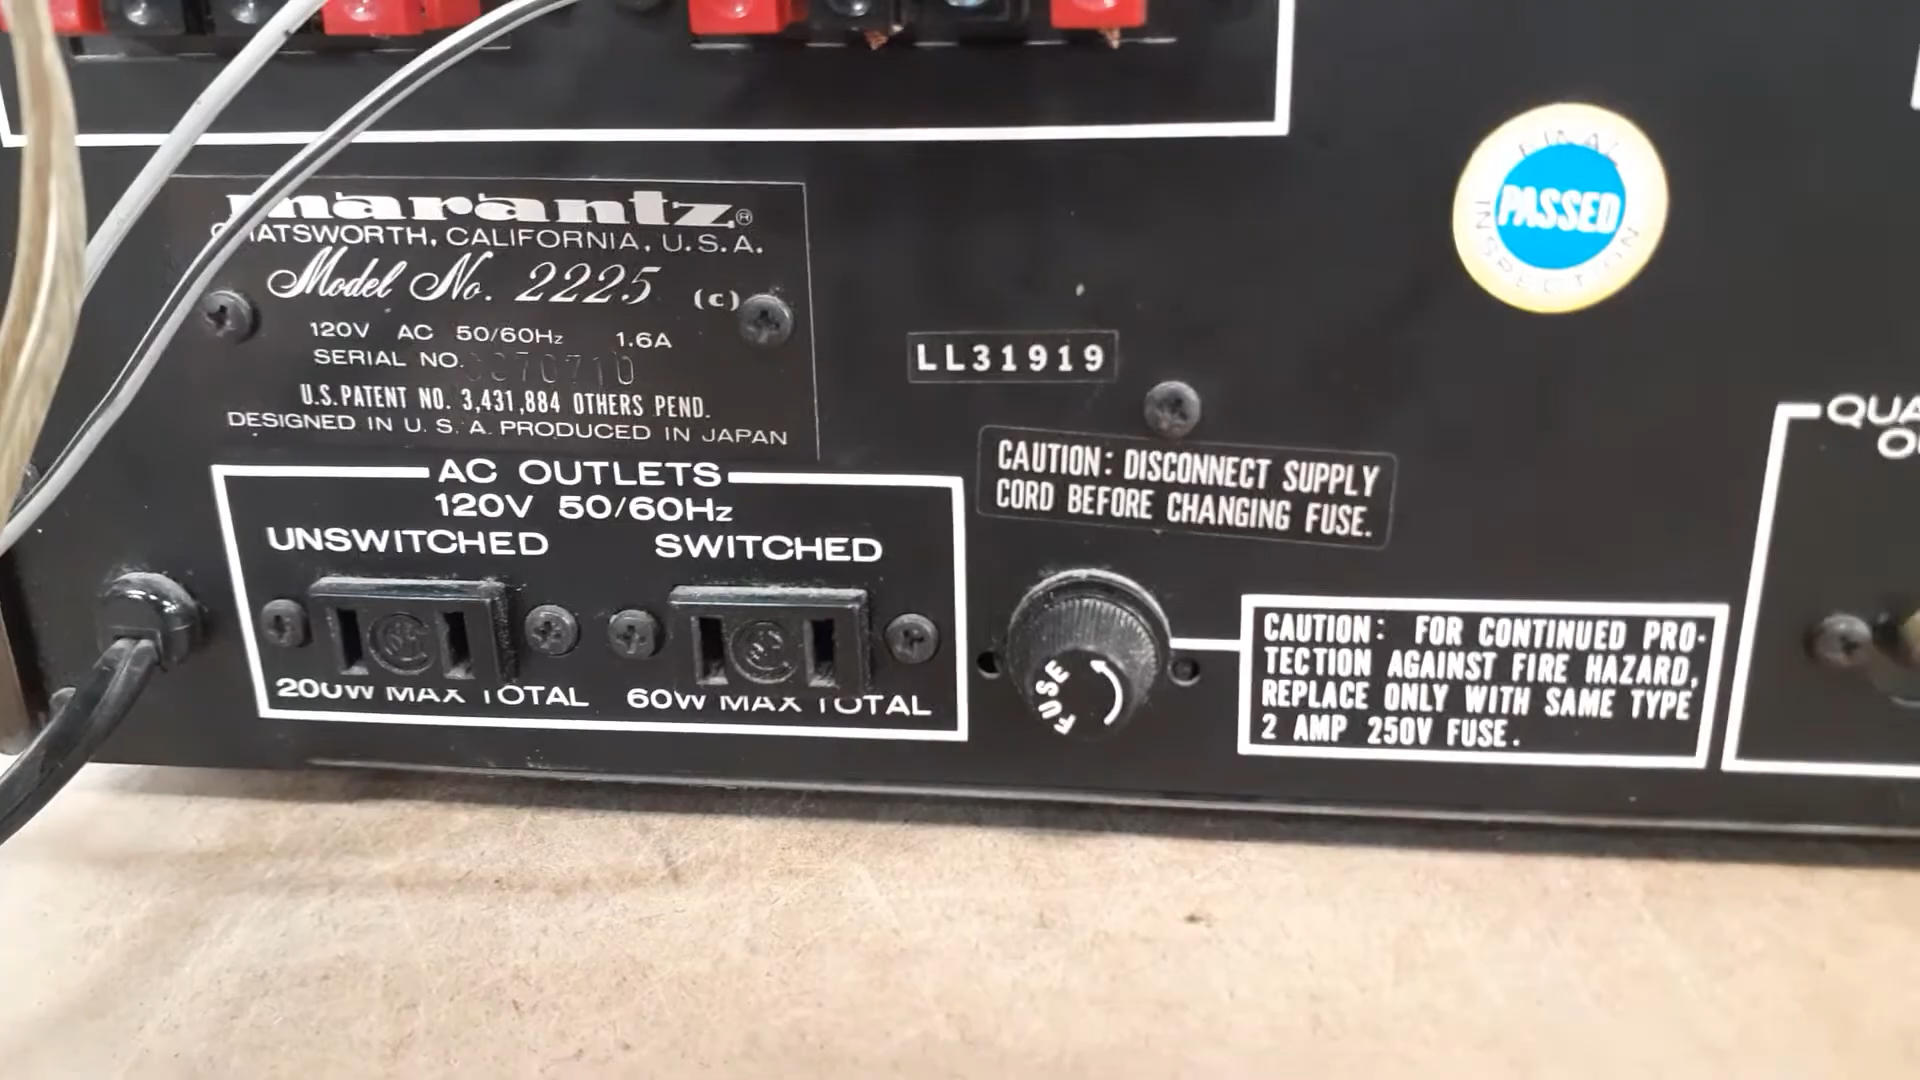 marantz®
CHATSWORTH, CALIFORNIA, U.S.A.
Model No. 2225 (c)
120V AC 50/60Hz 1.6A
SERIAL NO.
U.S. PATENT NO. 3,431,884 OTHERS PEND.
DESIGNED IN U.S.A. PRODUCED IN JAPAN
LL31919
FINAL
PASSED
INSPECTION
CAUTION: DISCONNECT SUPPLY
CORD BEFORE CHANGING FUSE.
AC OUTLETS
120V 50/60Hz
UNSWITCHED SWITCHED
200W MAX TOTAL 60W MAX TOTAL
FUSE
CAUTION: FOR CONTINUED PRO-
TECTION AGAINST FIRE HAZARD,
REPLACE ONLY WITH SAME TYPE
2 AMP 250V FUSE.
QUA